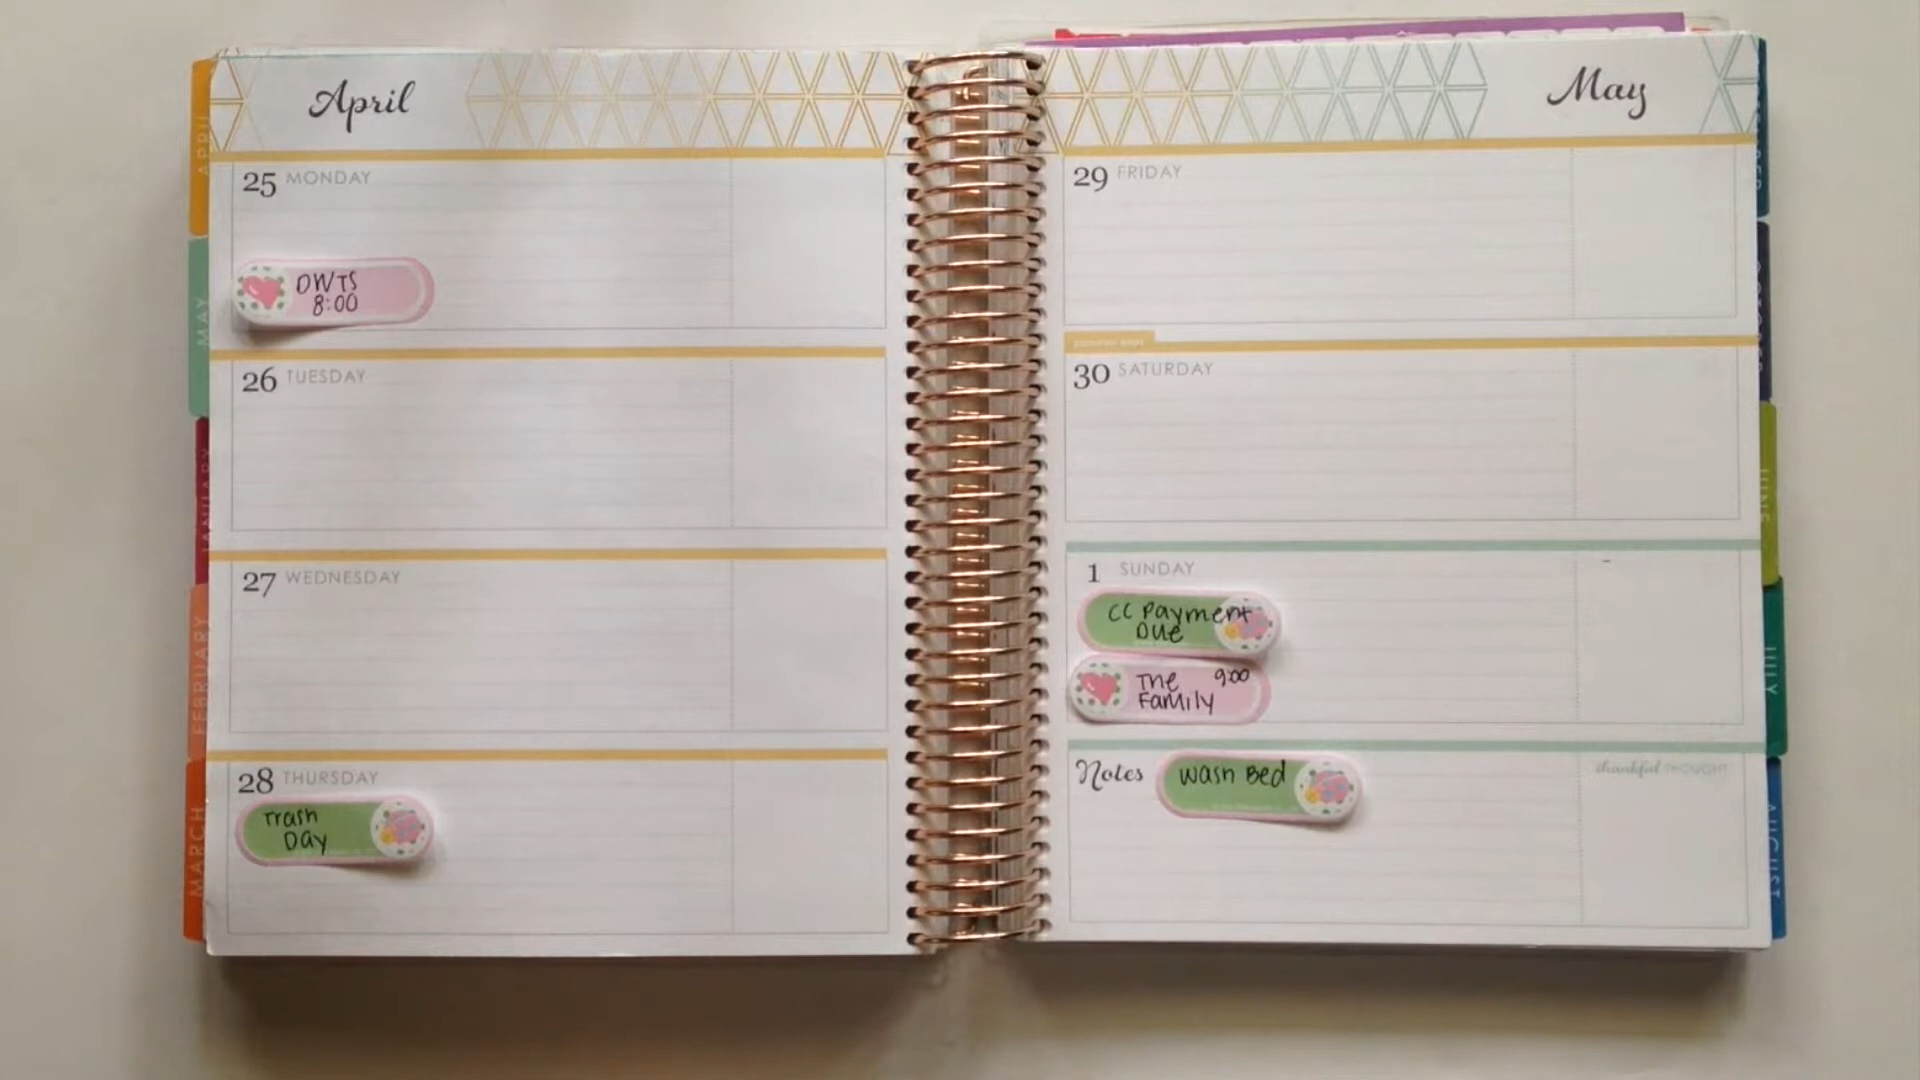 April
25 MONDAY
DWTS
8:00
26 TUESDAY
27 WEDNESDAY
28 THURSDAY
Trash
Day
May
29 FRIDAY
30 SATURDAY
1 SUNDAY
CC Payment
Due
The 9:00
Family
Notes
Wash Bed
thankful THOUGHT
APRIL
MAY
JANUARY
FEBRUARY
MARCH
JUNE
JULY
AUGUST